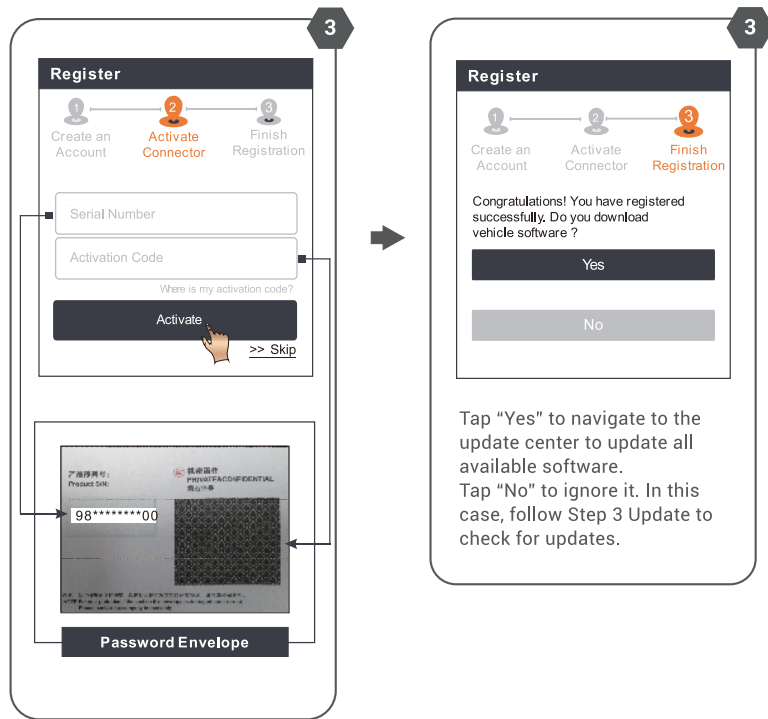 3
Register
1
2
3
Create an
Account
Activate
Connector
Finish
Registration
Serial Number
Activation Code
Where is my activation code?
Activate
>> Skip
产品序列号:
Product S/N:
98********00
PRIVATE&CONFIDENTIAL
Password Envelope
3
Register
1
2
3
Create an
Account
Activate
Connector
Finish
Registration
Congratulations! You have registered
successfully. Do you download
vehicle software ?
Yes
No
Tap “Yes” to navigate to the
update center to update all
available software.
Tap “No” to ignore it. In this
case, follow Step 3 Update to
check for updates.